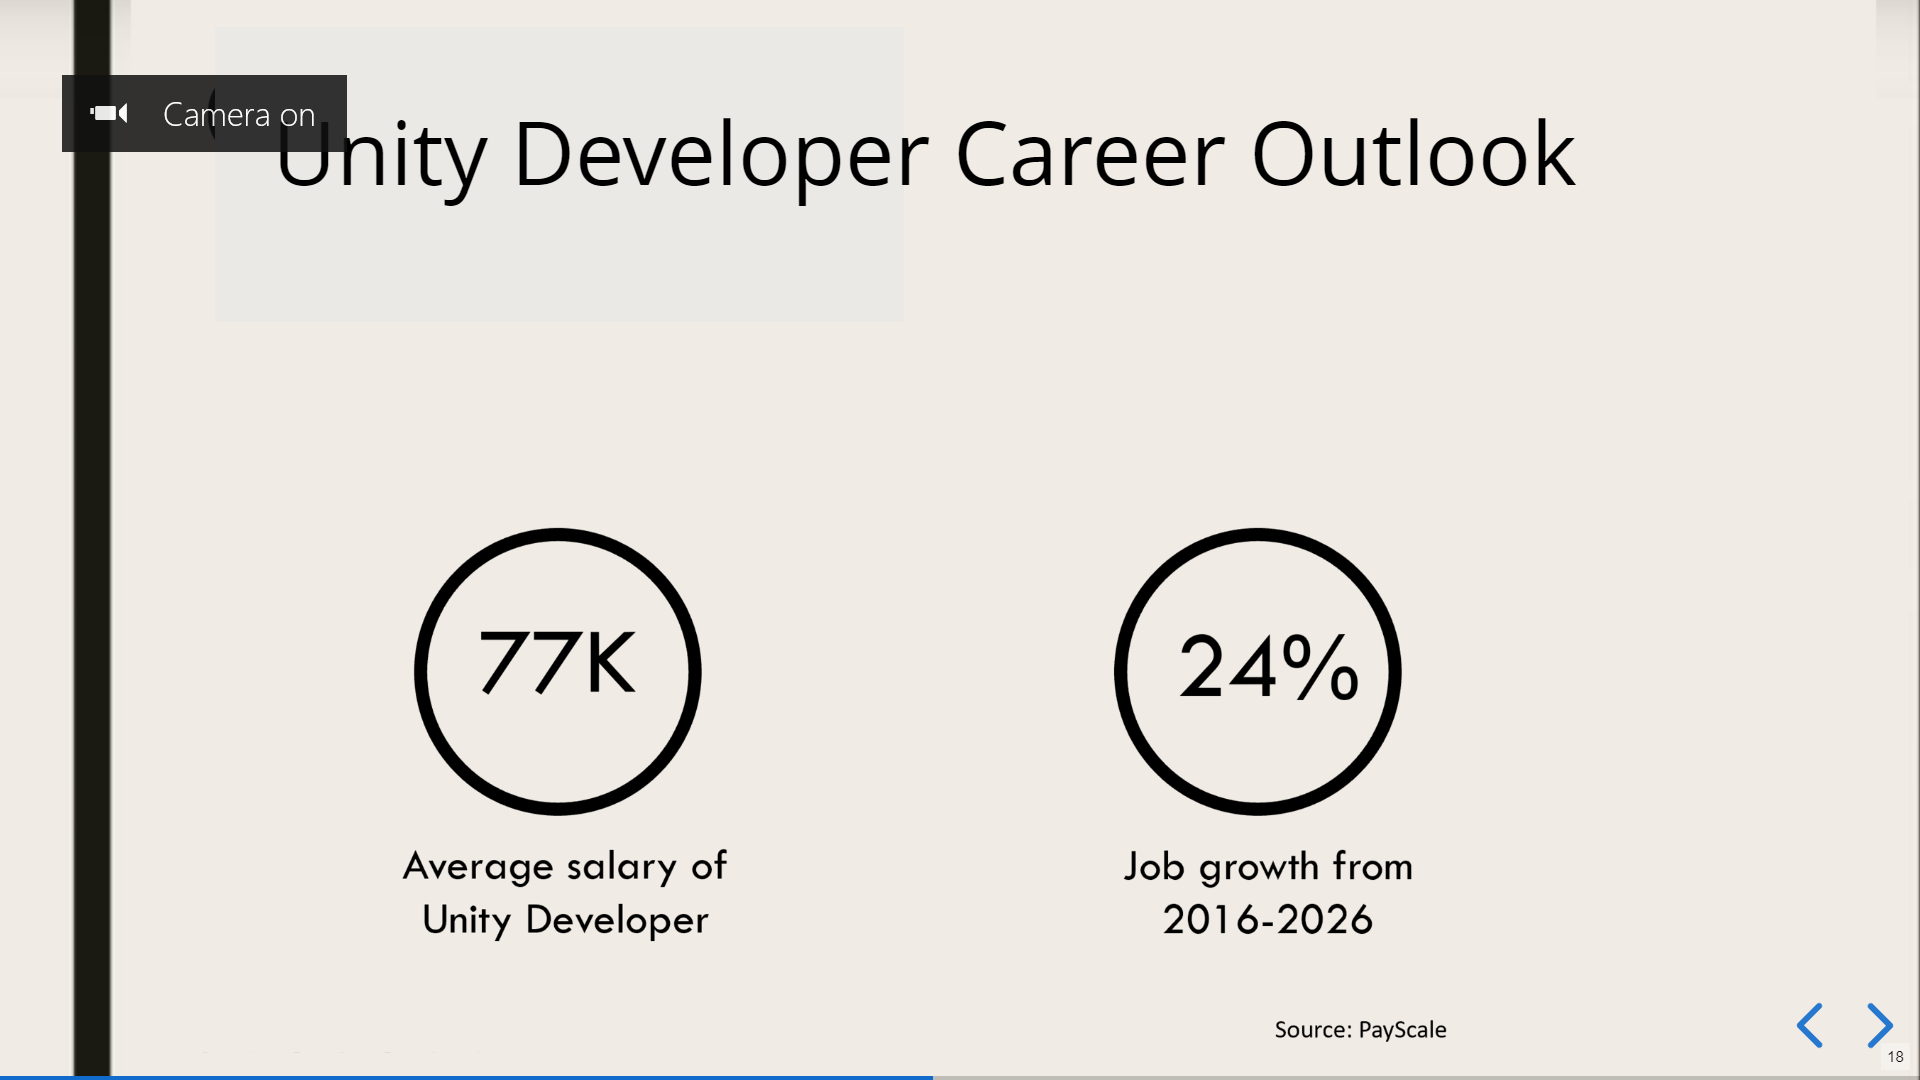 Camera on
Unity Developer Career Outlook
77K
24%
Average salary of
Unity Developer
Job growth from
2016-2026
Source: PayScale
18